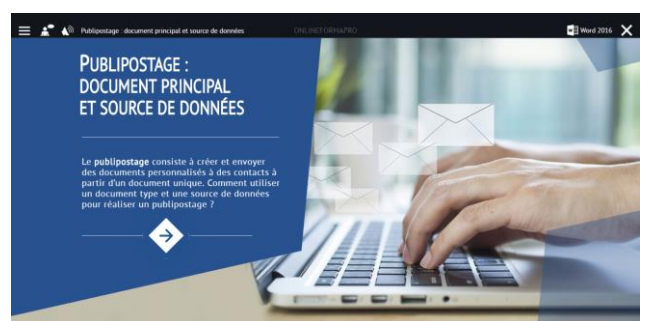 Publipostage : document principal et source de données
ONLINEFORMAPRO
Word 2016
PUBLIPOSTAGE :
DOCUMENT PRINCIPAL
ET SOURCE DE DONNÉES
Le publipostage consiste à créer et envoyer
des documents personnalisés à des contacts à
partir d'un document unique. Comment utiliser
un document type et une source de données
pour réaliser un publipostage ?